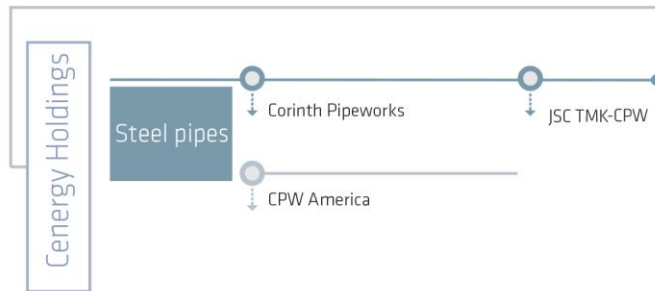 Cenergy Holdings
Steel pipes
Corinth Pipeworks
JSC TMK-CPW
CPW America